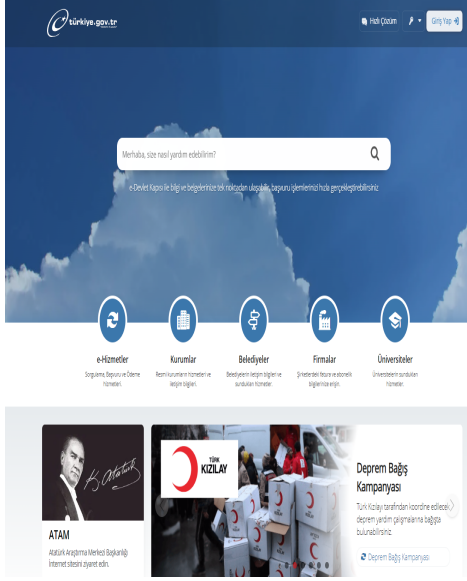 türkiye.gov.tr
Hızlı Çözüm
Giriş Yap
Merhaba, size nasıl yardım edebilirim?
e-Devlet Kapısı ile bilgi ve belgelerinize tek noktadan ulaşabilir, başvuru işlemlerinizi hızla gerçekleştirebilirsiniz
e-Hizmetler
Sorgulama, Başvuru ve Ödeme
hizmetleri.
Kurumlar
Resmi kurumların hizmetleri ve
iletişim bilgileri.
Belediyeler
Belediyelerin iletişim bilgileri ve
sundukları hizmetler.
Firmalar
Şirketlerdeki fatura ve abonelik
bilgilerinize erişin.
Üniversiteler
Üniversitelerin sundukları
hizmetler.
K. Atatürk
ATAM
Atatürk Araştırma Merkezi Başkanlığı
İnternet sitesini ziyaret edin.
TÜRK
KIZILAY
Deprem Bağış
Kampanyası
Türk Kızılayı tarafından koordine edilecek
deprem yardım çalışmalarına bağışta
bulunabilirsiniz.
Deprem Bağış Kampanyası